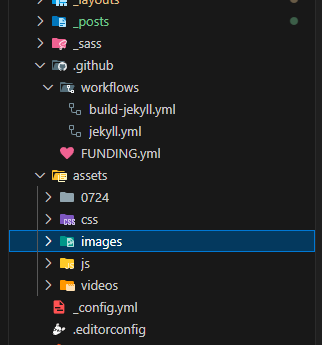 _layouts
_posts
_sass
.github
workflows
build-jekyll.yml
jekyll.yml
FUNDING.yml
assets
0724
css
images
js
videos
_config.yml
.editorconfig